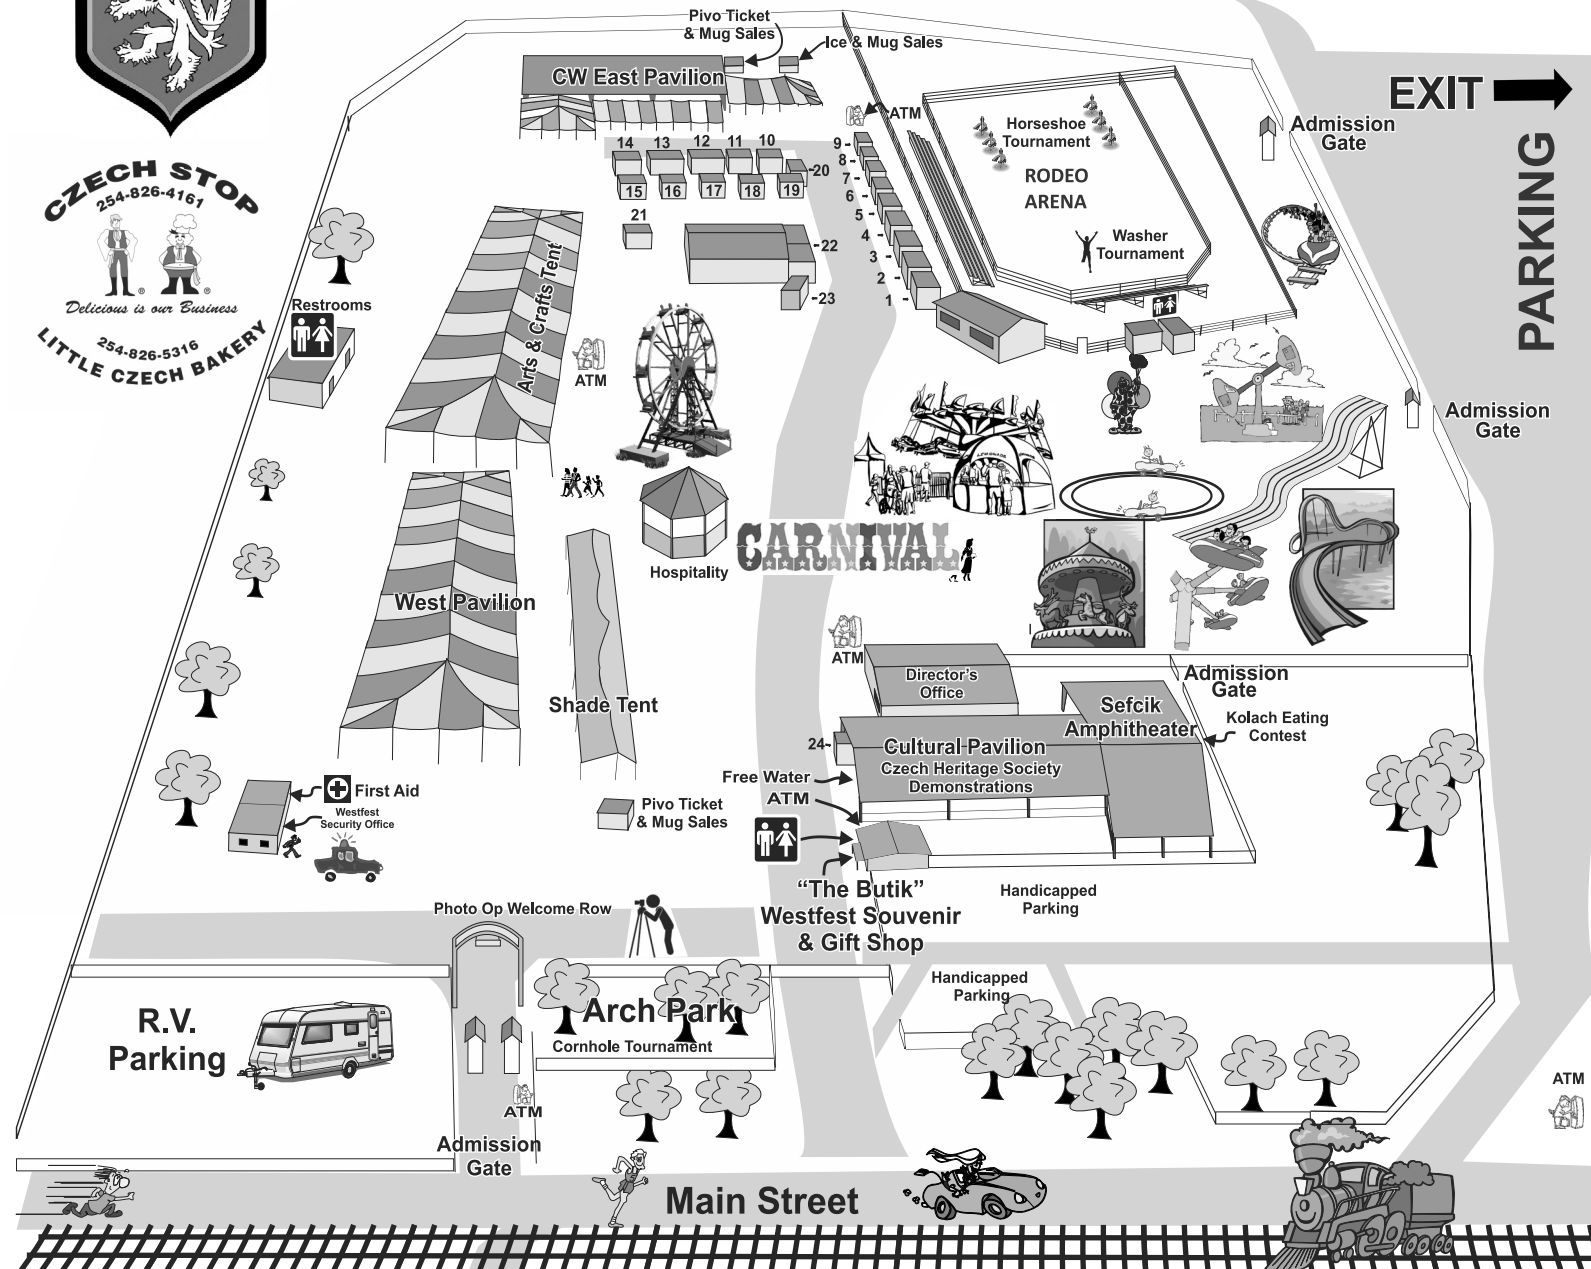 Pivo Ticket
& Mug Sales
Ice & Mug Sales
CW East Pavilion
ATM
EXIT
PARKING
Admission
Gate
Horseshoe
Tournament
RODEO
ARENA
Washer
Tournament
CZECH STOP
254-826-4161
® ®
Delicious is our Business
254-826-5316
LITTLE CZECH BAKERY
14
13
12
11
10
9
8
7
6
5
4
3
2
1
20
15
16
17
18
19
21
22
23
Restrooms
Arts & Crafts Tent
ATM
Admission
Gate
LEMONADE
CARNIVAL
Hospitality
West Pavilion
Shade Tent
ATM
Director's
Office
Admission
Gate
Sefcik
Amphitheater
Kolach Eating
Contest
24
Cultural Pavilion
Czech Heritage Society
Demonstrations
Free Water
ATM
First Aid
Westfest
Security Office
Pivo Ticket
& Mug Sales
“The Butik”
Westfest Souvenir
& Gift Shop
Handicapped
Parking
Photo Op Welcome Row
Handicapped
Parking
R.V.
Parking
Arch Park
Cornhole Tournament
ATM
Admission
Gate
ATM
Main Street